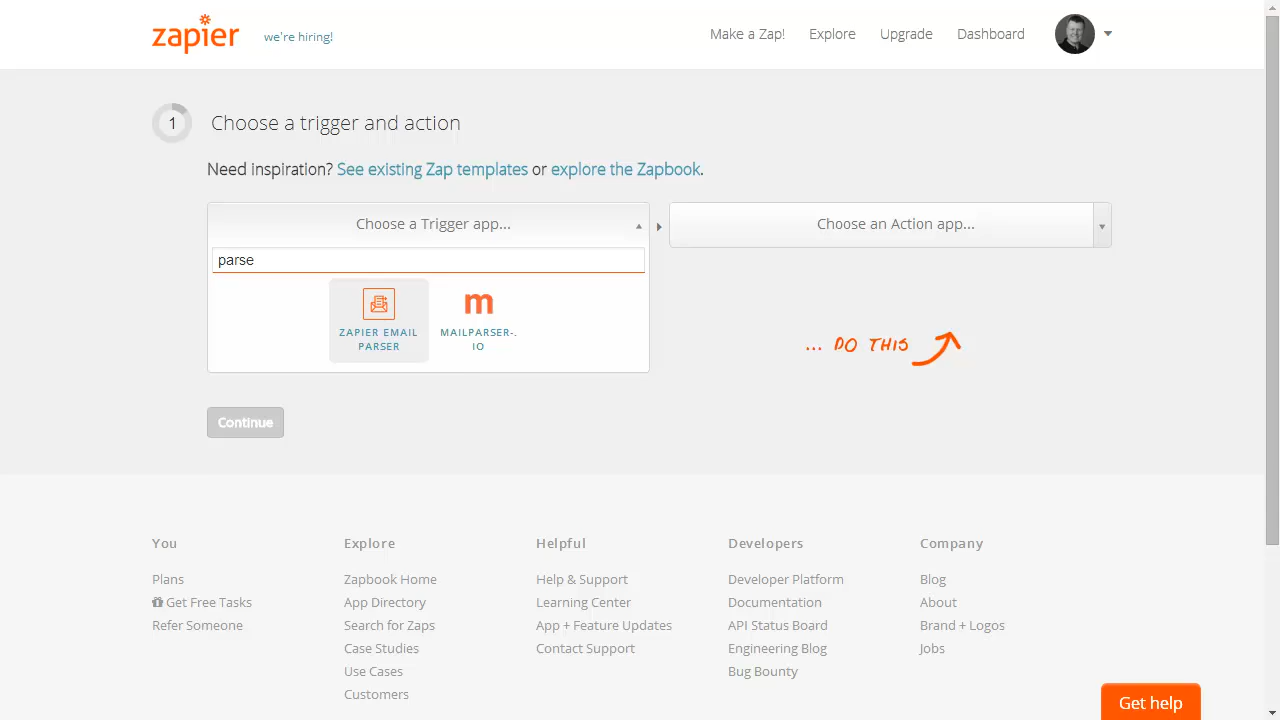 zapier
we're hiring!
Make a Zap!
Explore
Upgrade
Dashboard
1
Choose a trigger and action
Need inspiration? See existing Zap templates or explore the Zapbook.
Choose a Trigger app...
Choose an Action app...
parse
ZAPIER EMAIL
PARSER
m
MAILPARSER-.
IO
... DO THIS
Continue
You
Plans
Get Free Tasks
Refer Someone
Explore
Zapbook Home
App Directory
Search for Zaps
Case Studies
Use Cases
Customers
Helpful
Help & Support
Learning Center
App + Feature Updates
Contact Support
Developers
Developer Platform
Documentation
API Status Board
Engineering Blog
Bug Bounty
Company
Blog
About
Brand + Logos
Jobs
Get help